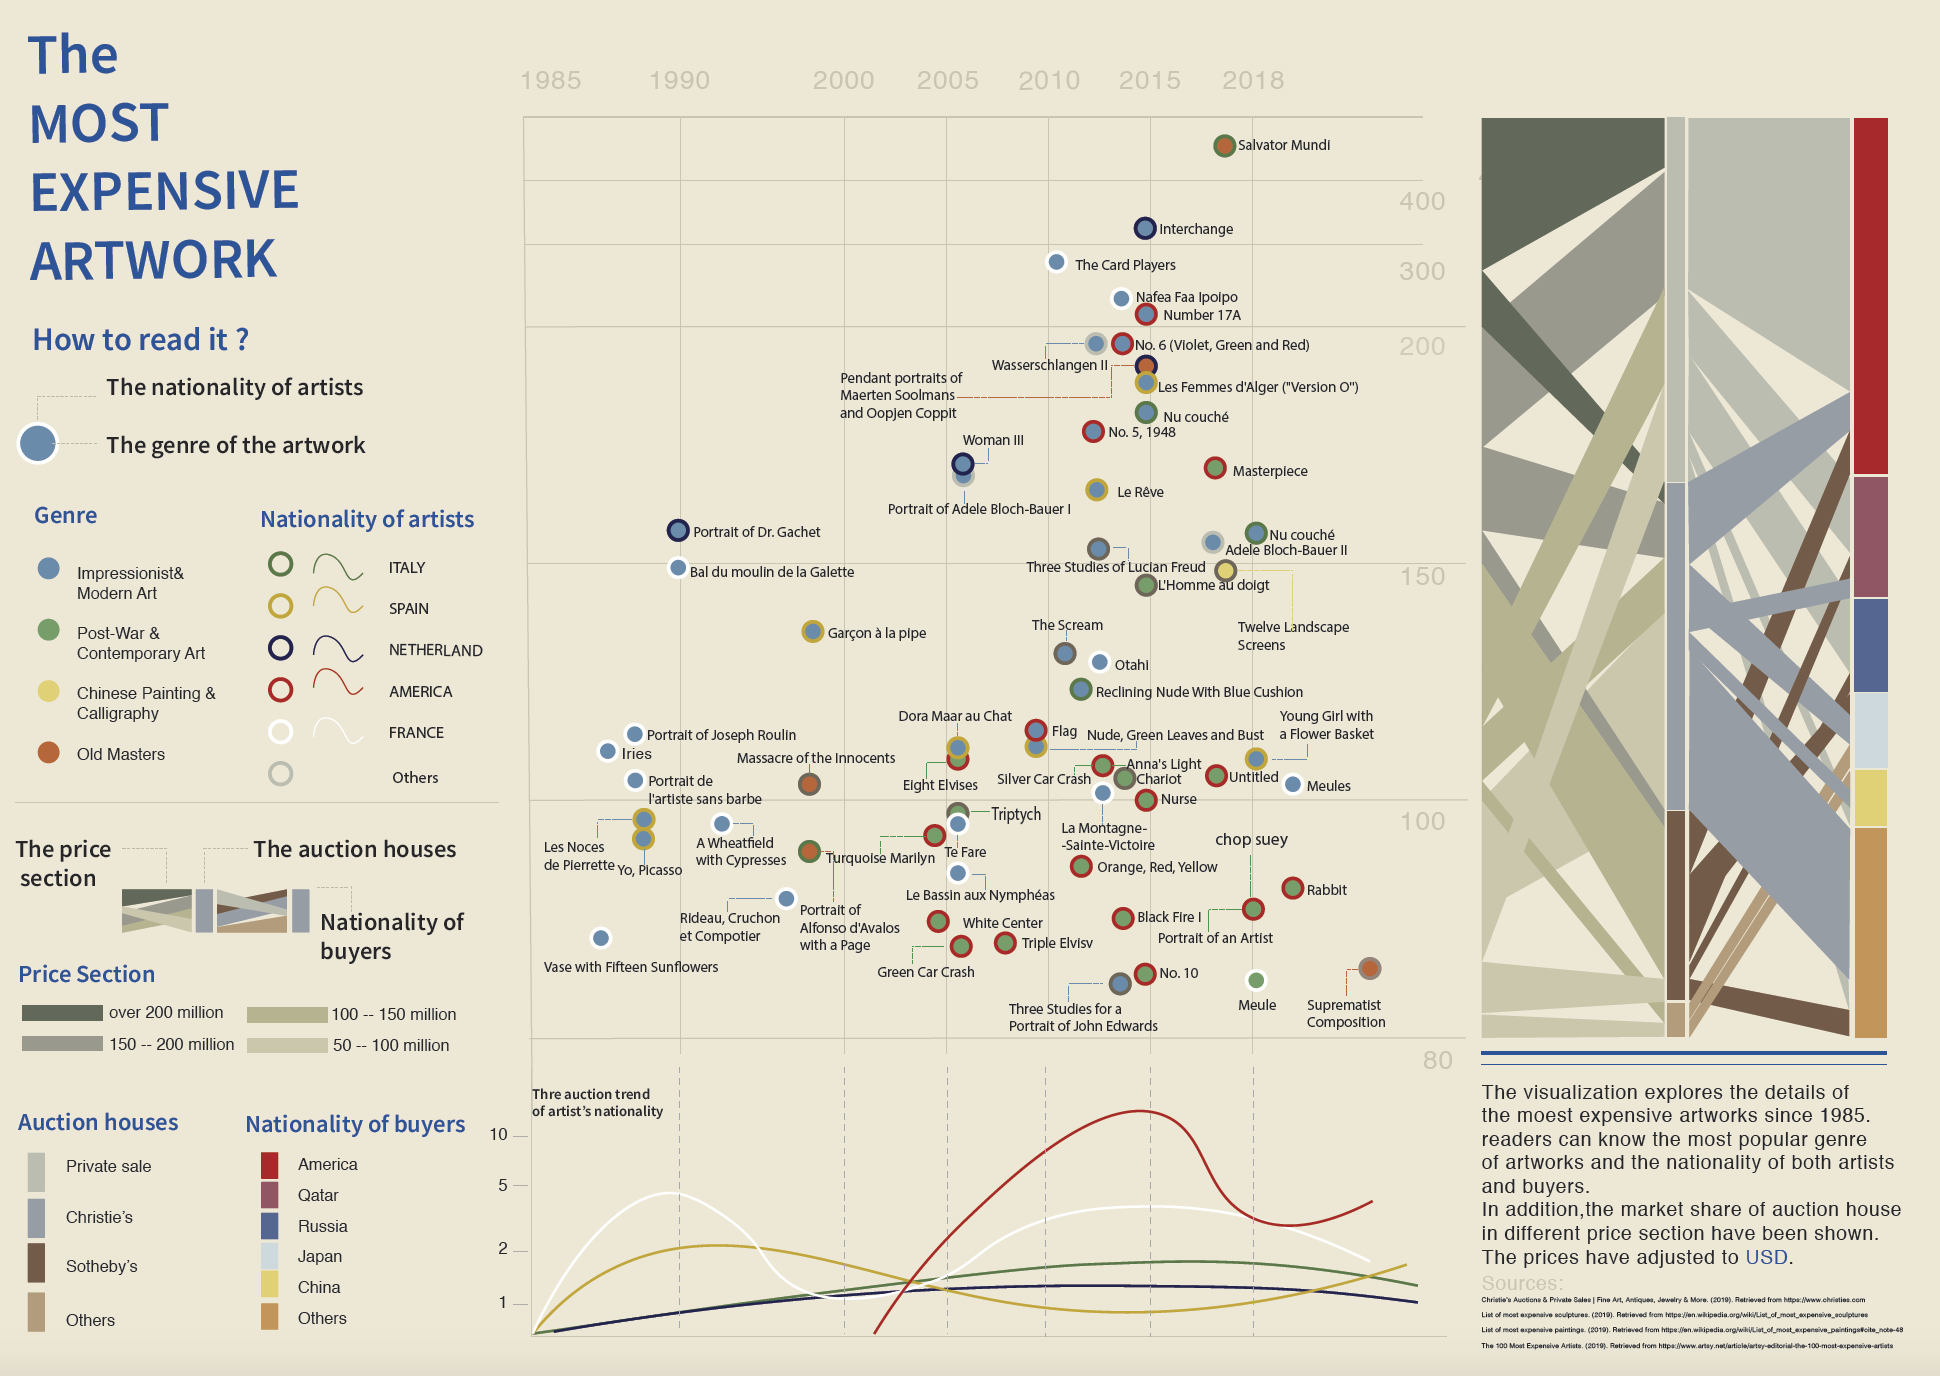 The
MOST
EXPENSIVE
ARTWORK
How to read it ?
The nationality of artists
The genre of the artwork
Genre
Impressionist&
Modern Art
Post-War &
Contemporary Art
Chinese Painting &
Calligraphy
Old Masters
Nationality of artists
ITALY
SPAIN
NETHERLAND
AMERICA
FRANCE
Others
The price
section
The auction houses
Nationality of
buyers
Price Section
over 200 million
150 -- 200 million
100 -- 150 million
50 -- 100 million
Auction houses
Private sale
Christie's
Sotheby's
Others
Nationality of buyers
America
Qatar
Russia
Japan
China
Others
1985
1990
2000
2005
2010
2015
2018
400
300
200
150
100
80
Salvator Mundi
Interchange
The Card Players
Nafea Faa Ipoipo
Number 17A
No. 6 (Violet, Green and Red)
Wasserschlangen II
Pendant portraits of
Maerten Soolmans
and Oopjen Coppit
Les Femmes d'Alger ("Version O")
Nu couché
No. 5, 1948
Woman III
Masterpiece
Le Rêve
Portrait of Adele Bloch-Bauer I
Portrait of Dr. Gachet
Nu couché
Adele Bloch-Bauer II
Three Studies of Lucian Freud
Bal du moulin de la Galette
L'Homme au doigt
Twelve Landscape
Screens
The Scream
Garçon à la pipe
Otahi
Reclining Nude With Blue Cushion
Dora Maar au Chat
Flag
Nude, Green Leaves and Bust
Young Girl with
a Flower Basket
Portrait of Joseph Roulin
Iries
Massacre of the Innocents
Anna's Light
Silver Car Crash
Chariot
Untitled
Meules
Portrait de
l'artiste sans barbe
Eight Elvises
Nurse
Triptych
La Montagne-
-Sainte-Victoire
chop suey
Les Noces
de Pierrette
Yo, Picasso
A Wheatfield
with Cypresses
Turquoise Marilyn
Te Fare
Orange, Red, Yellow
Le Bassin aux Nymphéas
Rabbit
Rideau, Cruchon
et Compotier
Portrait of
Alfonso d'Avalos
with a Page
White Center
Black Fire I
Portrait of an Artist
Triple Elvisv
Vase with Fifteen Sunflowers
Green Car Crash
No. 10
Three Studies for a
Portrait of John Edwards
Meule
Suprematist
Composition
Thre auction trend
of artist's nationality
10
5
2
1
The visualization explores the details of
the moest expensive artworks since 1985.
readers can know the most popular genre
of artworks and the nationality of both artists
and buyers.
In addition,the market share of auction house
in different price section have been shown.
The prices have adjusted to USD.
Sources:
Christie's Auctions & Private Sales | Fine Art, Antiques, Jewelry & More. (2019). Retrieved from https://www.christies.com
List of most expensive sculptures. (2019). Retrieved from https://en.wikipedia.org/wiki/List_of_most_expensive_sculptures
List of most expensive paintings. (2019). Retrieved from https://en.wikipedia.org/wiki/List_of_most_expensive_paintings#cite_note-48
The 100 Most Expensive Artists. (2019). Retrieved from https://www.artsy.net/article/artsy-editorial-the-100-most-expensive-artists